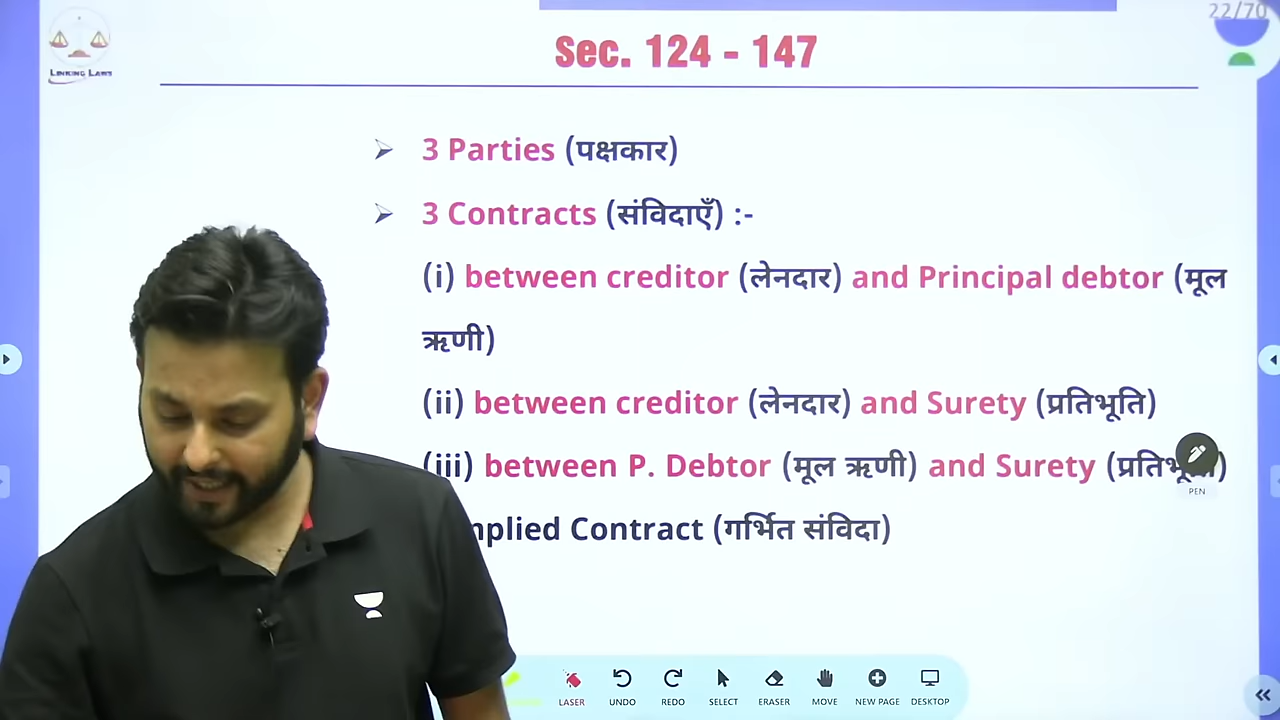 22/70
LINKING LAWS
Sec. 124 - 147
3 Parties (पक्षकार)
3 Contracts (संविदाएँ) :-
(i) between creditor (लेनदार) and Principal debtor (मूल
ऋणी)
(ii) between creditor (लेनदार) and Surety (प्रतिभूति)
(iii) between P. Debtor (मूल ऋणी) and Surety
PEN
Contract (गर्भित संविदा)
LASER UNDO REDO SELECT ERASER MOVE NEW PAGE DESKTOP